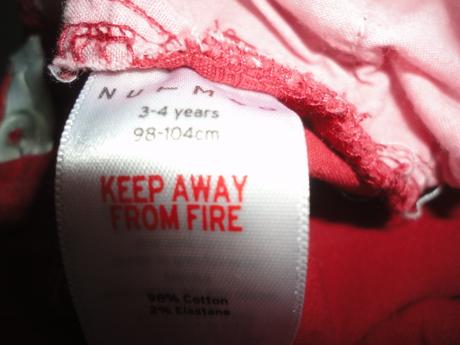 3-4 years
98-104cm
KEEP AWAY
FROM FIRE
98% Cotton
2% Elastane